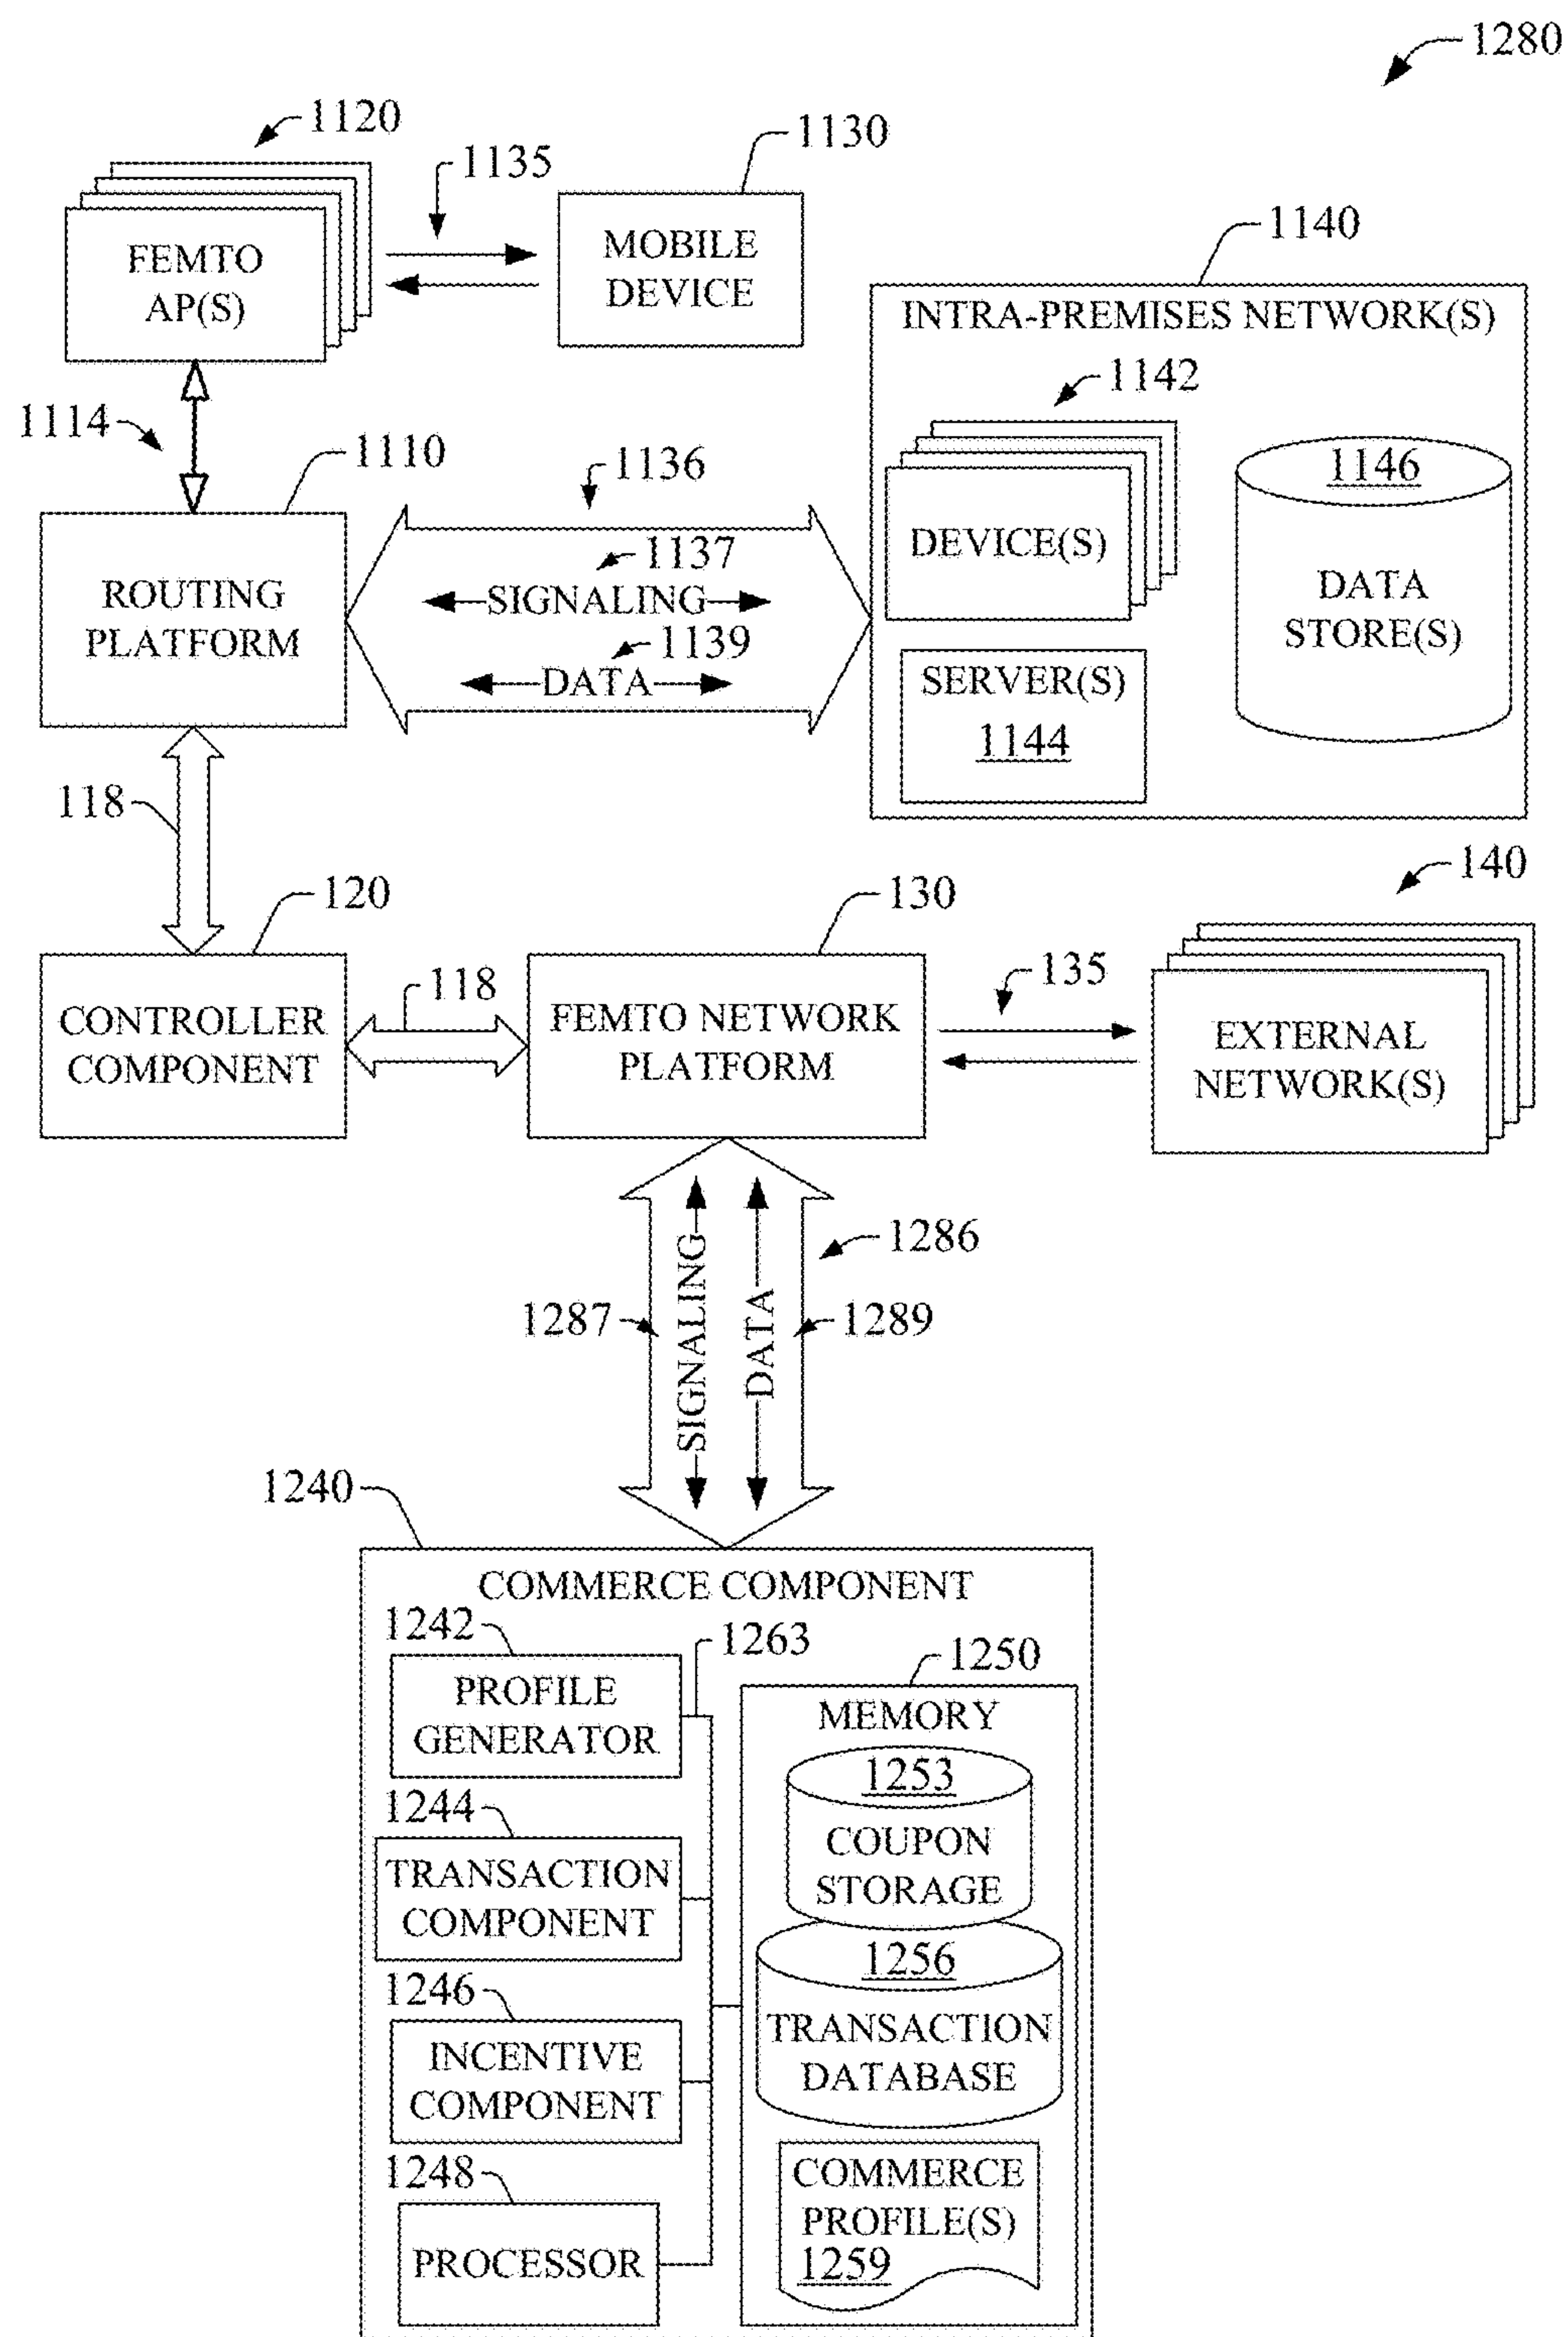 1280
1120
1135
1130
FEMTO
AP(S)
MOBILE
DEVICE
1140
INTRA-PREMISES NETWORK(S)
1114
1110
1136
1142
1146
ROUTING
PLATFORM
1137
SIGNALING
1139
DATA
DEVICE(S)
DATA
STORE(S)
SERVER(S)
1144
118
120
130
140
CONTROLLER
COMPONENT
118
FEMTO NETWORK
PLATFORM
135
EXTERNAL
NETWORK(S)
1286
1287
SIGNALING
DATA
1289
1240
COMMERCE COMPONENT
1242
1263
1250
PROFILE
GENERATOR
MEMORY
1253
COUPON
STORAGE
1244
TRANSACTION
COMPONENT
1256
TRANSACTION
DATABASE
1246
INCENTIVE
COMPONENT
1248
PROCESSOR
COMMERCE
PROFILE(S)
1259